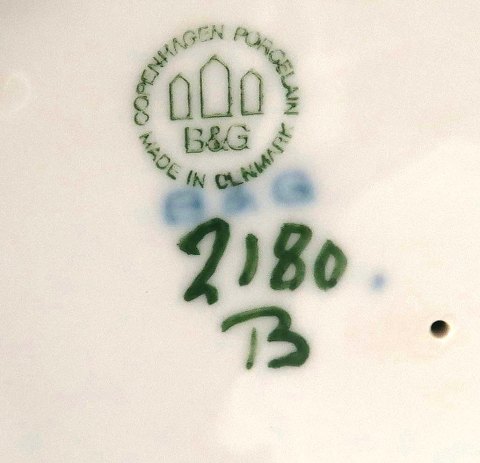 COPENHAGEN PORCELAIN
B&G
MADE IN DENMARK
B & G
2180
B